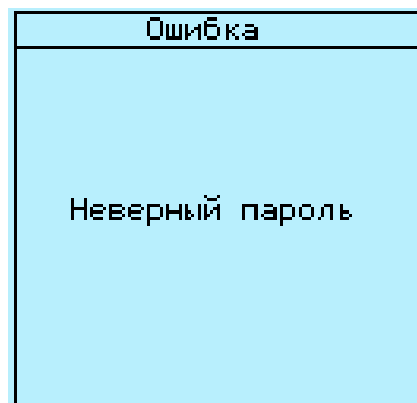 Ошибка
Неверный пароль